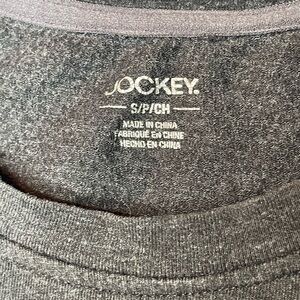 JOCKEY.
S/P/CH
MADE IN CHINA
FABRIQUÉ EN CHINE
HECHO EN CHINA